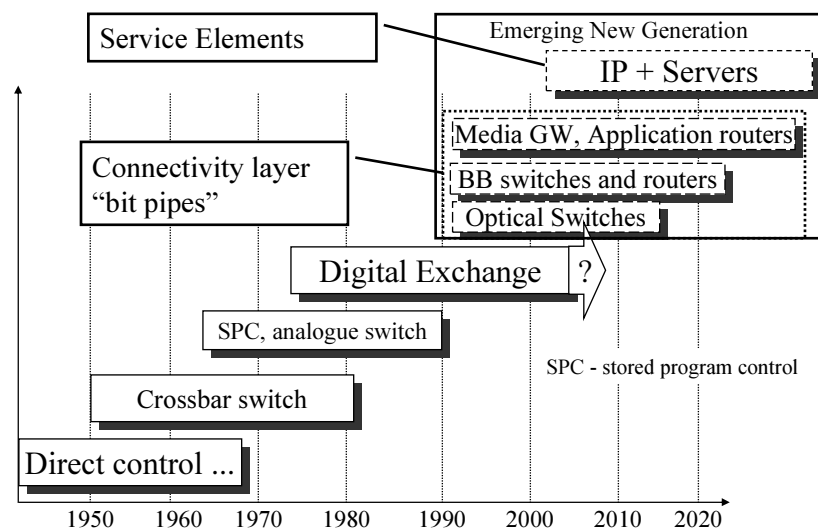 Service Elements
Emerging New Generation
IP + Servers
Media GW, Application routers
Connectivity layer
“bit pipes”
BB switches and routers
Optical Switches
Digital Exchange
?
SPC, analogue switch
SPC - stored program control
Crossbar switch
Direct control ...
1950 1960 1970 1980 1990 2000 2010 2020